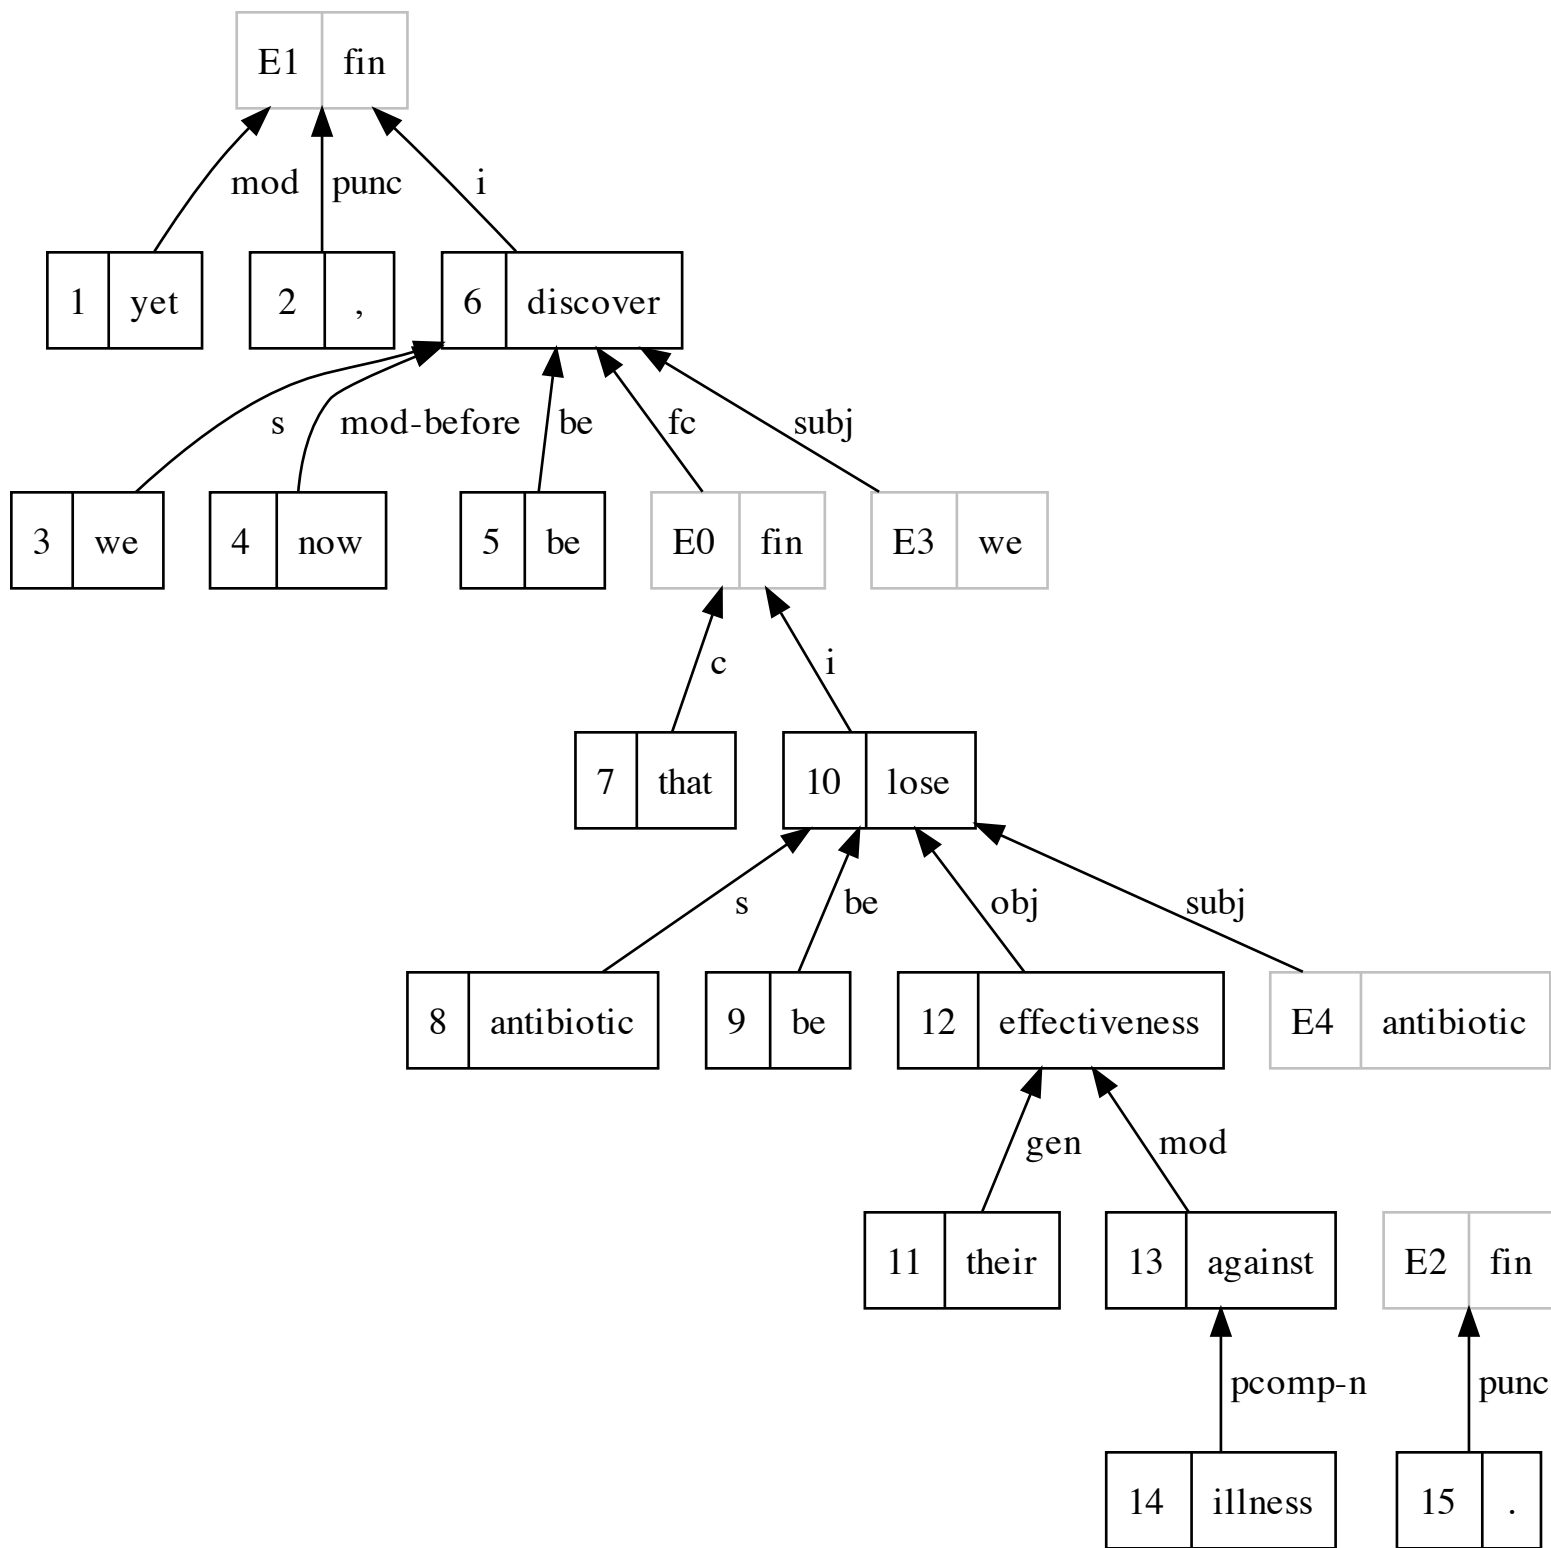 E1 fin
mod punc i
1 yet 2 , 6 discover
s mod-before be fc subj
3 we 4 now 5 be E0 fin E3 we
c i
7 that 10 lose
s be obj subj
8 antibiotic 9 be 12 effectiveness E4 antibiotic
gen mod
11 their 13 against E2 fin
pcomp-n punc
14 illness 15 .